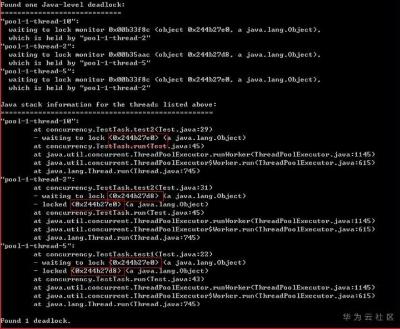 Found one Java-level deadlock:
=============================
"pool-1-thread-10":
  waiting to lock monitor 0x00b33f8c (object 0x244b27e0, a java.lang.Object),
  which is held by "pool-1-thread-2"
"pool-1-thread-2":
  waiting to lock monitor 0x00b35aac (object 0x244b27d8, a java.lang.Object),
  which is held by "pool-1-thread-5"
"pool-1-thread-5":
  waiting to lock monitor 0x00b33f8c (object 0x244b27e0, a java.lang.Object),
  which is held by "pool-1-thread-2"
Java stack information for the threads listed above:
===================================================
"pool-1-thread-10":
        at concurrency.TestTask.test2(Test.java:29)
        - waiting to lock <0x244b27e0> (a java.lang.Object)
        at concurrency.TestTask.run(Test.java:45)
        at java.util.concurrent.ThreadPoolExecutor.runWorker(ThreadPoolExecutor.java:1145)
        at java.util.concurrent.ThreadPoolExecutor$Worker.run(ThreadPoolExecutor.java:615)
        at java.lang.Thread.run(Thread.java:745)
"pool-1-thread-2":
        at concurrency.TestTask.test2(Test.java:31)
        - waiting to lock <0x244b27d8> (a java.lang.Object)
        - locked <0x244b27e0> (a java.lang.Object)
        at concurrency.TestTask.run(Test.java:45)
        at java.util.concurrent.ThreadPoolExecutor.runWorker(ThreadPoolExecutor.java:1145)
        at java.util.concurrent.ThreadPoolExecutor$Worker.run(ThreadPoolExecutor.java:615)
        at java.lang.Thread.run(Thread.java:745)
"pool-1-thread-5":
        at concurrency.TestTask.test1(Test.java:22)
        - waiting to lock <0x244b27e0> (a java.lang.Object)
        - locked <0x244b27d8> (a java.lang.Object)
        at concurrency.TestTask.run(Test.java:43)
        at java.util.concurrent.ThreadPoolExecutor.runWorker(ThreadPoolExecutor.java:1145)
        at java.util.concurrent.ThreadPoolExecutor$Worker.run(ThreadPoolExecutor.java:615)
        at java.lang.Thread.run(Thread.java:745)
Found 1 deadlock.
华为云社区